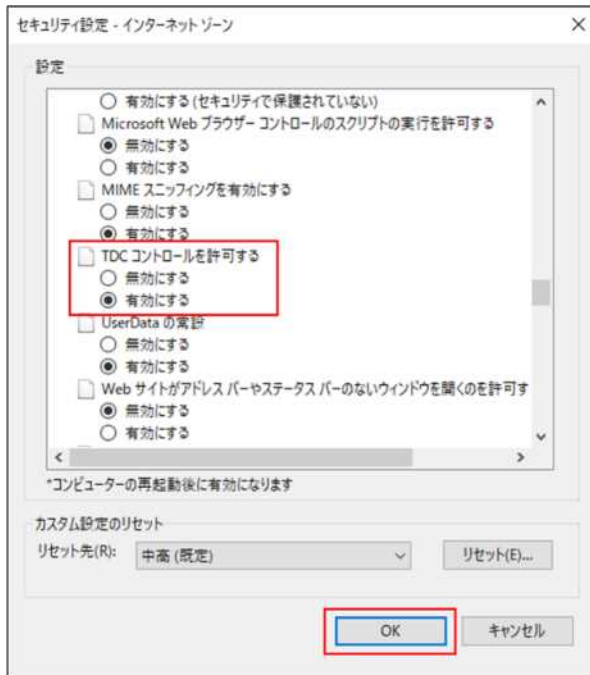 セキュリティ設定 - インターネット ゾーン
設定
有効にする (セキュリティで保護されていない)
Microsoft Web ブラウザー コントロールのスクリプトの実行を許可する
無効にする
有効にする
MIME スニッフィングを有効にする
無効にする
有効にする
TDC コントロールを許可する
無効にする
有効にする
UserData の常設
無効にする
有効にする
Web サイトがアドレス バーやステータス バーのないウィンドウを開くのを許可す
無効にする
有効にする
*コンピューターの再起動後に有効になります
カスタム設定のリセット
リセット先(R): 中高 (既定) リセット(E)...
OK キャンセル